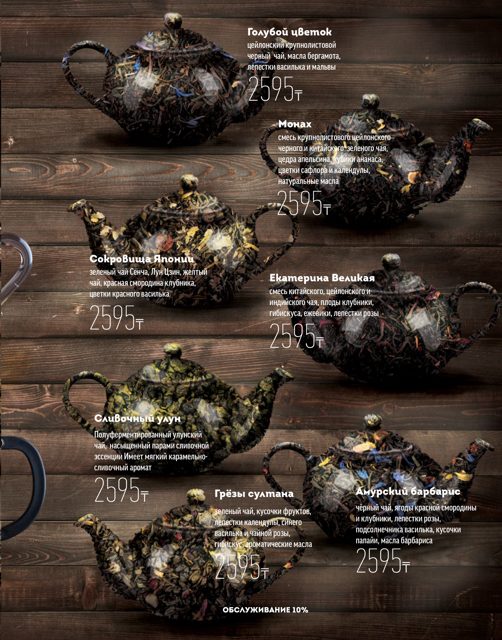 Голубой цветок
цейлонский крупнолистовой
черный чай, масла бергамота,
лепестки василька и мальвы
2595₸
Монах
смесь крупнолистового цейлонского
черного и китайского зеленого чая,
цедра апельсина, кубики ананаса,
цветки сафлора и календулы,
натуральные масла
2595₸
Сокровища Японии
зеленый чай Сенча, Лун Цзин, желтый
чай, красная смородина клубника,
цветки красного василька
2595₸
Екатерина Великая
смесь китайского, цейлонского и
индийского чая, плоды клубники,
гибискуса, ежевики, лепестки розы
2595₸
Сливочный улун
Полуферментированный улунский
чай, насыщенный парами сливочной
эссенции Имеет мягкий карамельно-
сливочный аромат
2595₸
Грёзы султана
зеленый чай, кусочки фруктов,
лепестки календулы, синего
василька и чайной розы,
гибискус, ароматические масла
2595₸
Амурский барбарис
чёрный чай, ягоды красной смородины
и клубники, лепестки розы,
подсолнечника василька, кусочки
папайи, масла барбариса
2595₸
ОБСЛУЖИВАНИЕ 10%